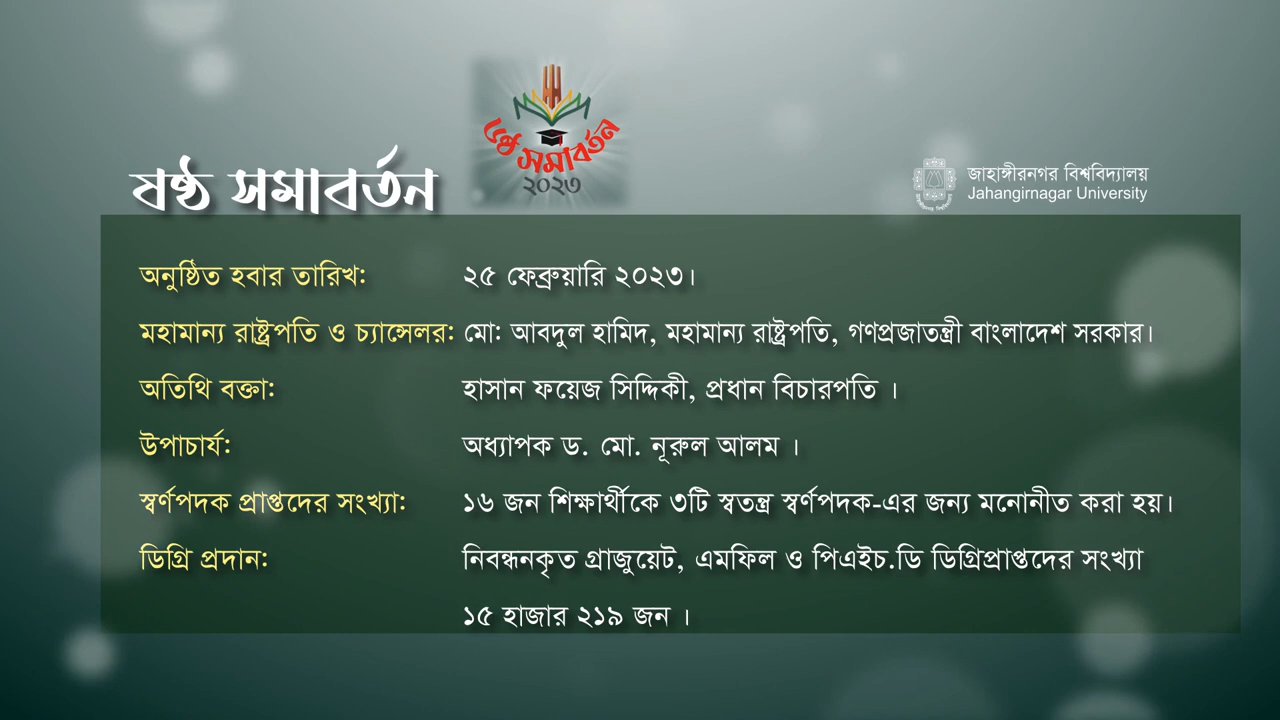 ষষ্ঠ সমাবর্তন
২০২৩
ষষ্ঠ সমাবর্তন
জাহাঙ্গীরনগর বিশ্ববিদ্যালয়
Jahangirnagar University
অনুষ্ঠিত হবার তারিখ: ২৫ ফেব্রুয়ারি ২০২৩।
মহামান্য রাষ্ট্রপতি ও চ্যান্সেলর: মো: আবদুল হামিদ, মহামান্য রাষ্ট্রপতি, গণপ্রজাতন্ত্রী বাংলাদেশ সরকার।
অতিথি বক্তা: হাসান ফয়েজ সিদ্দিকী, প্রধান বিচারপতি ।
উপাচার্য: অধ্যাপক ড. মো. নূরুল আলম ।
স্বর্ণপদক প্রাপ্তদের সংখ্যা: ১৬ জন শিক্ষার্থীকে ৩টি স্বতন্ত্র স্বর্ণপদক-এর জন্য মনোনীত করা হয়।
ডিগ্রি প্রদান: নিবন্ধনকৃত গ্রাজুয়েট, এমফিল ও পিএইচ.ডি ডিগ্রিপ্রাপ্তদের সংখ্যা
১৫ হাজার ২১৯ জন ।